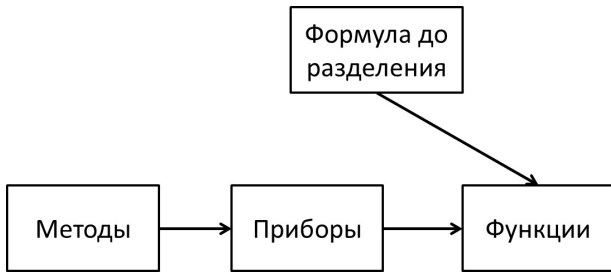 Формула до
разделения
Методы
Приборы
Функции